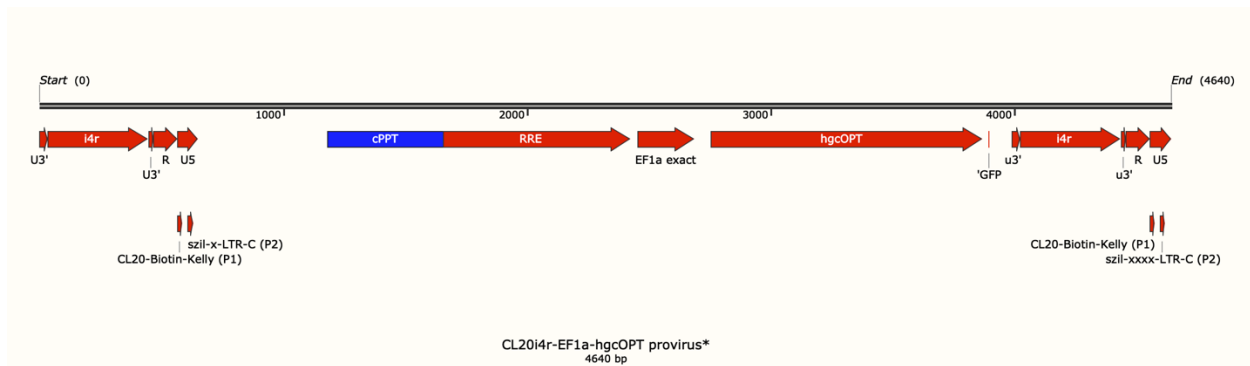 Start (0)
End (4640)
1000
2000
3000
4000
i4r
cPPT
RRE
hgcOPT
i4r
U3'
R
U5
EF1a exact
u3'
R
U5
U3'
'GFP
u3'
szil-x-LTR-C (P2)
CL20-Biotin-Kelly (P1)
CL20-Biotin-Kelly (P1)
szil-xxxx-LTR-C (P2)
CL20i4r-EF1a-hgcOPT provirus*
4640 bp